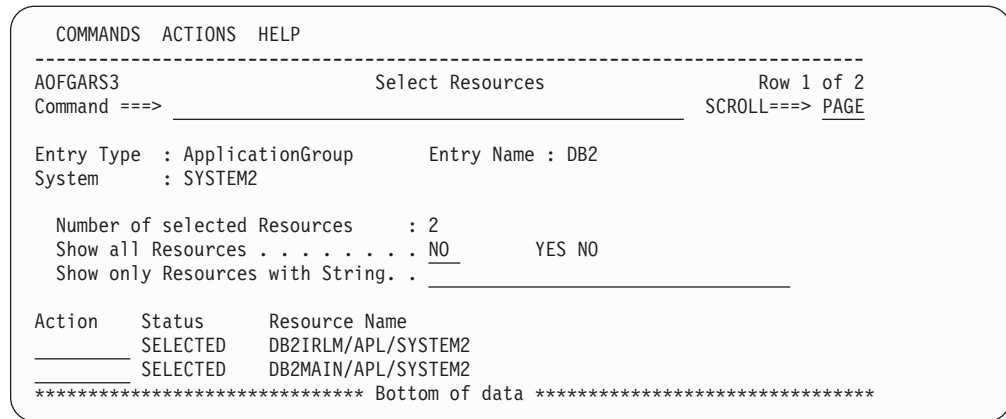 COMMANDS ACTIONS HELP
-------------------------------------------------------------------------------
AOFGARS3 Select Resources Row 1 of 2
Command ===> SCROLL===> PAGE
Entry Type : ApplicationGroup Entry Name : DB2
System : SYSTEM2
Number of selected Resources : 2
Show all Resources . . . . . . . . NO YES NO
Show only Resources with String. .
Action Status Resource Name
SELECTED DB2IRLM/APL/SYSTEM2
SELECTED DB2MAIN/APL/SYSTEM2
******************************* Bottom of data ********************************